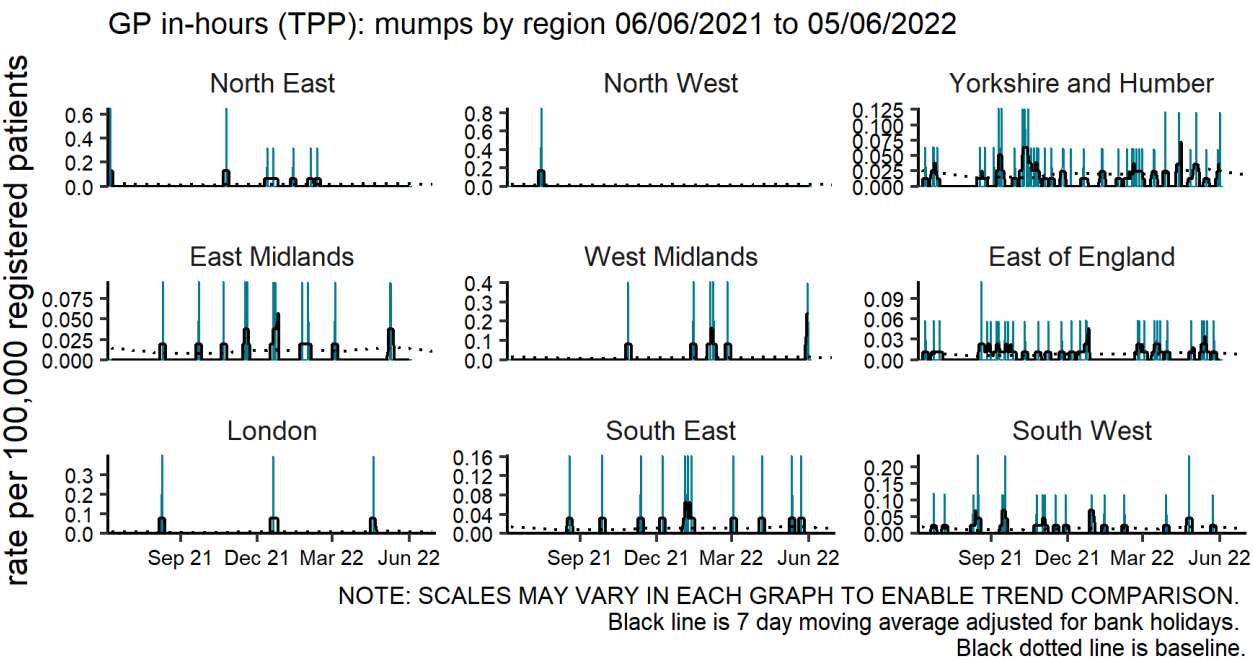 GP in-hours (TPP): mumps by region 06/06/2021 to 05/06/2022
rate per 100,000 registered patients
North East
0.6
0.4
0.2
0.0
North West
0.8
0.6
0.4
0.2
0.0
Yorkshire and Humber
0.125
0.100
0.075
0.050
0.025
0.000
East Midlands
0.075
0.050
0.025
0.000
West Midlands
0.4
0.3
0.2
0.1
0.0
East of England
0.09
0.06
0.03
0.00
London
0.3
0.2
0.1
0.0
Sep 21 Dec 21 Mar 22 Jun 22
South East
0.16
0.12
0.08
0.04
0.00
Sep 21 Dec 21 Mar 22 Jun 22
South West
0.20
0.15
0.10
0.05
0.00
Sep 21 Dec 21 Mar 22 Jun 22
NOTE: SCALES MAY VARY IN EACH GRAPH TO ENABLE TREND COMPARISON.
Black line is 7 day moving average adjusted for bank holidays.
Black dotted line is baseline.